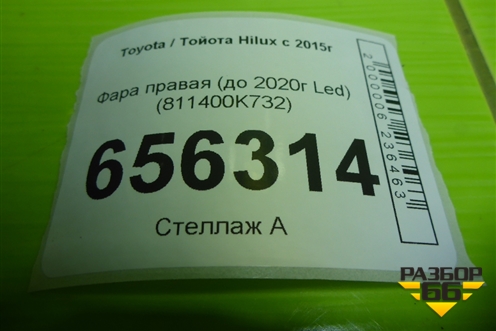 Toyota / Тойота Hilux с 2015г
Фара правая (до 2020г Led)
(811400K732)
656314
Стеллаж А
2000006236463
РАЗБОР
66